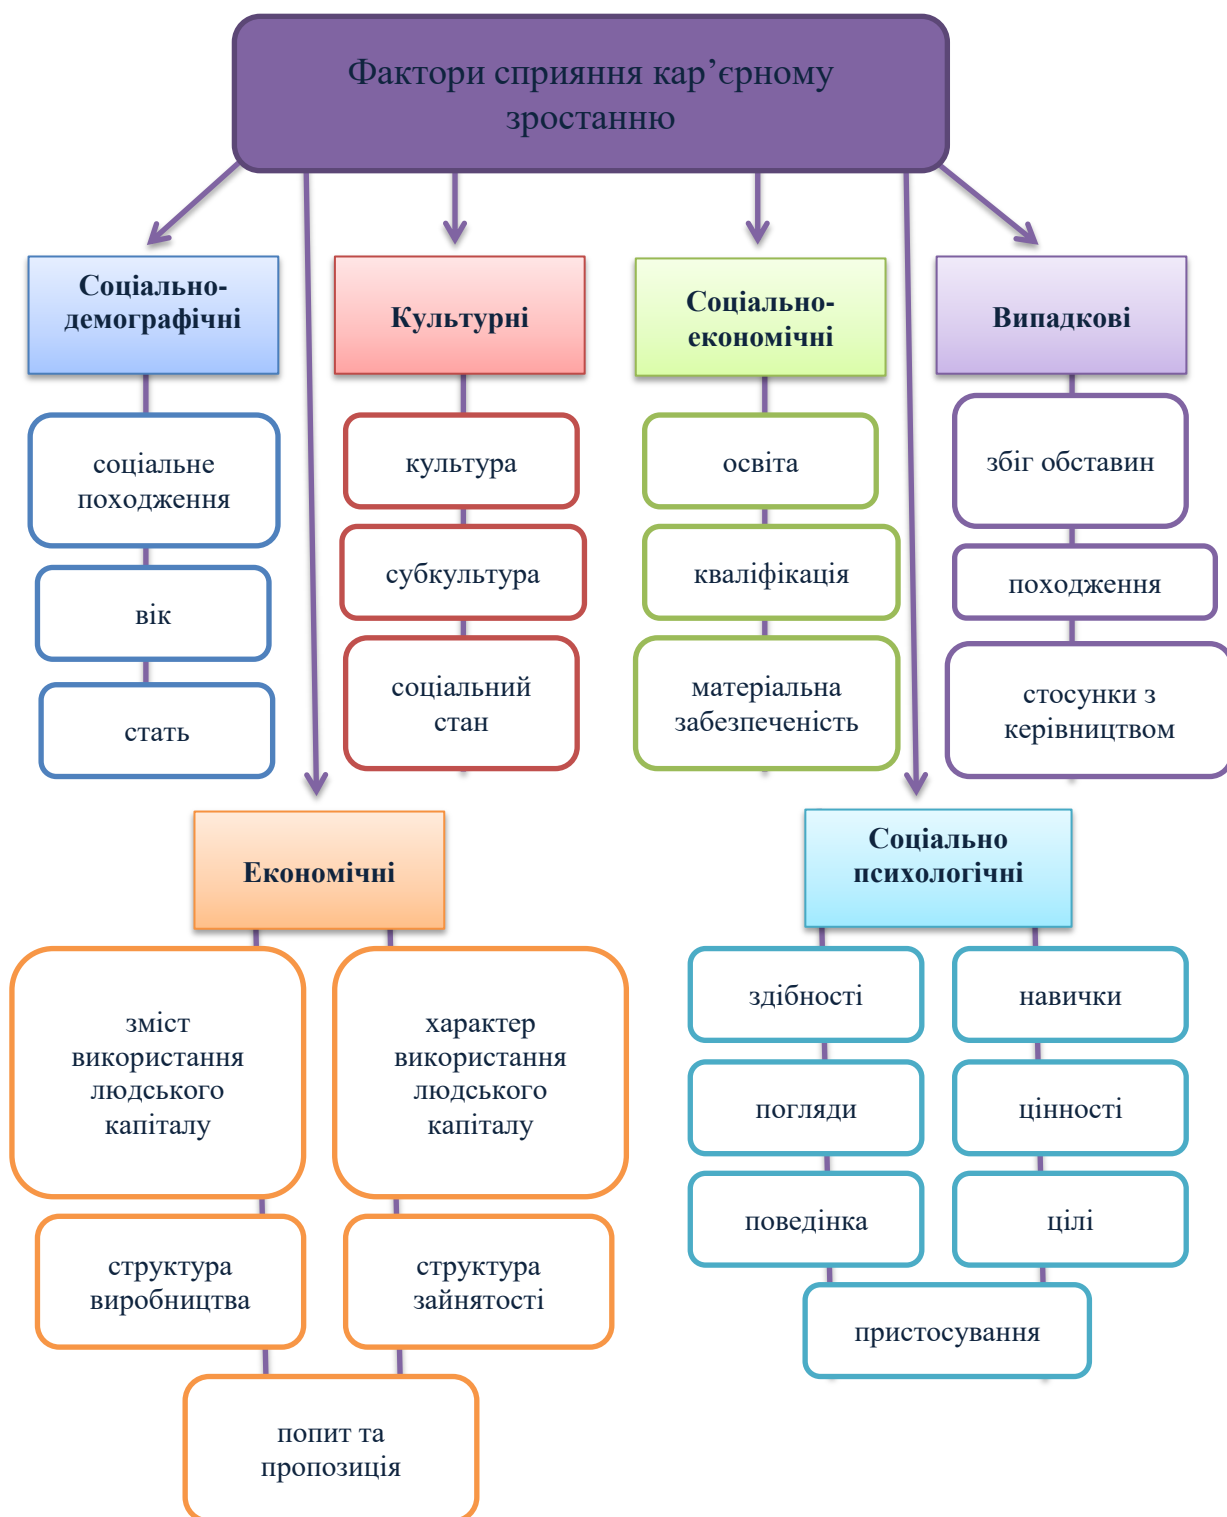 Фактори сприяння кар’єрному
зростанню
Соціально-
демографічні
Культурні
Соціально-
економічні
Випадкові
соціальне
походження
вік
стать
культура
субкультура
соціальний
стан
освіта
кваліфікація
матеріальна
забезпеченість
збіг обставин
походження
стосунки з
керівництвом
Економічні
зміст
використання
людського
капіталу
характер
використання
людського
капіталу
структура
виробництва
структура
зайнятості
попит та
пропозиція
Соціально
психологічні
здібності
навички
погляди
цінності
поведінка
цілі
пристосування